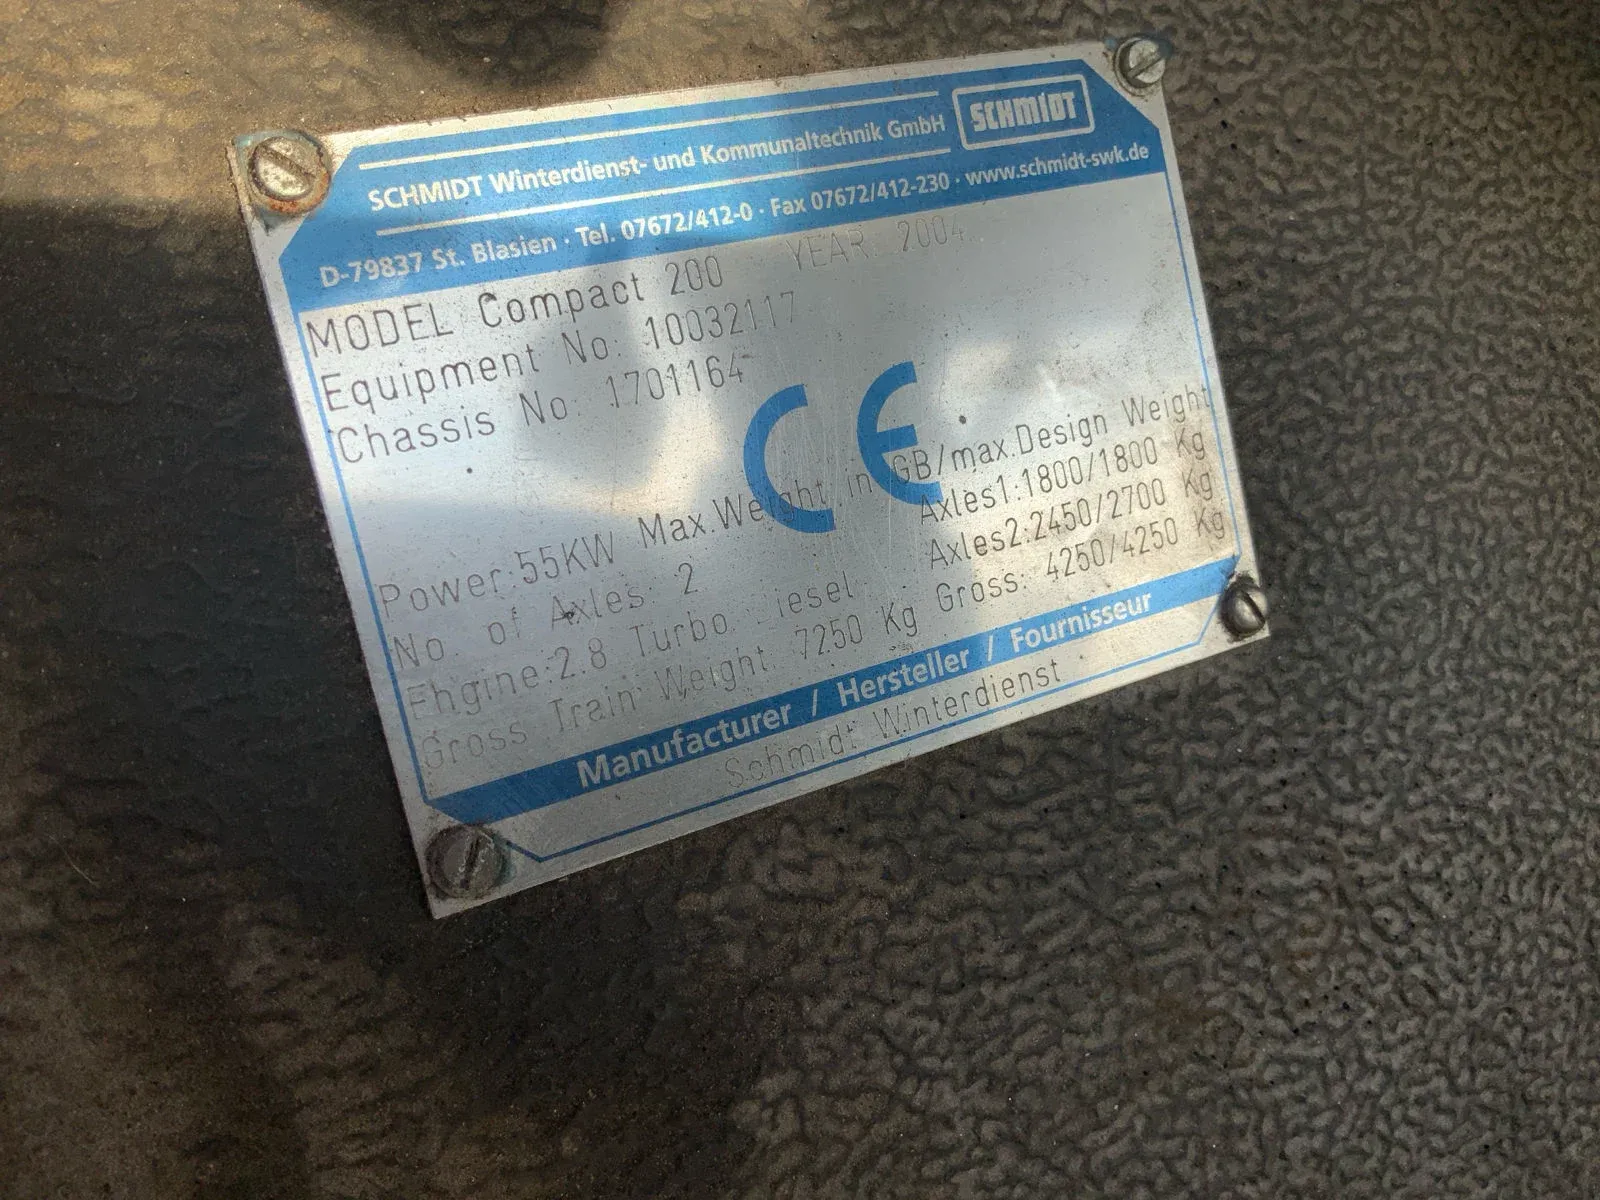 SCHMIDT Winterdienst- und Kommunaltechnik GmbH SCHMIDT
D-79837 St. Blasien · Tel. 07672/412-0 · Fax 07672/412-230 · www.schmidt-swk.de
MODEL Compact 200 YEAR: 2004
Equipment No: 10032117
Chassis No: 1701164
CE
Power:55KW Max.Weight in GB/max.Design Weight
No. of Axles: 2 Axles1:1800/1800 Kg
Engine:2.8 Turbo Diesel Axles2:2450/2700 Kg
Gross Train Weight: 7250 Kg Gross: 4250/4250 Kg
Manufacturer / Hersteller / Fournisseur
Schmidt Winterdienst